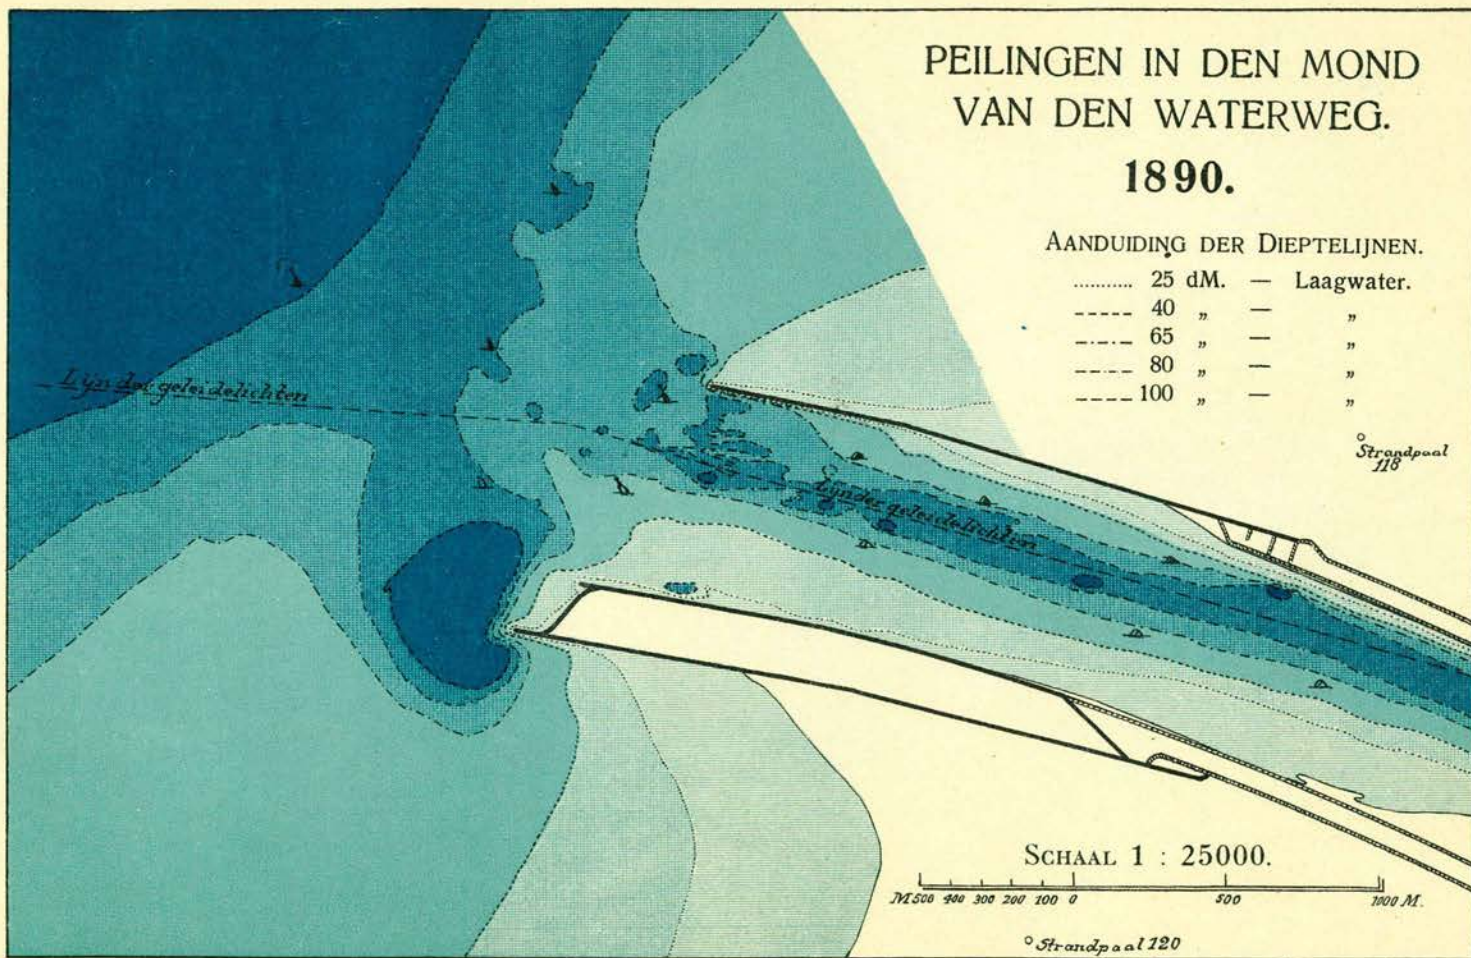 PEILINGEN IN DEN MOND
VAN DEN WATERWEG.
1890.
AANDUIDING DER DIEPTELIJNEN.
.......... 25 dM. — Laagwater.
----- 40 „ — „
_._._ 65 „ — „
_.._.. 80 „ — „
---- 100 „ — „
Lijn der geleidelichten
Strandpaal
118
Lijn der geleidelichten
SCHAAL 1 : 25000.
M 500 400 300 200 100 0 500 1000 M.
Strandpaal 120